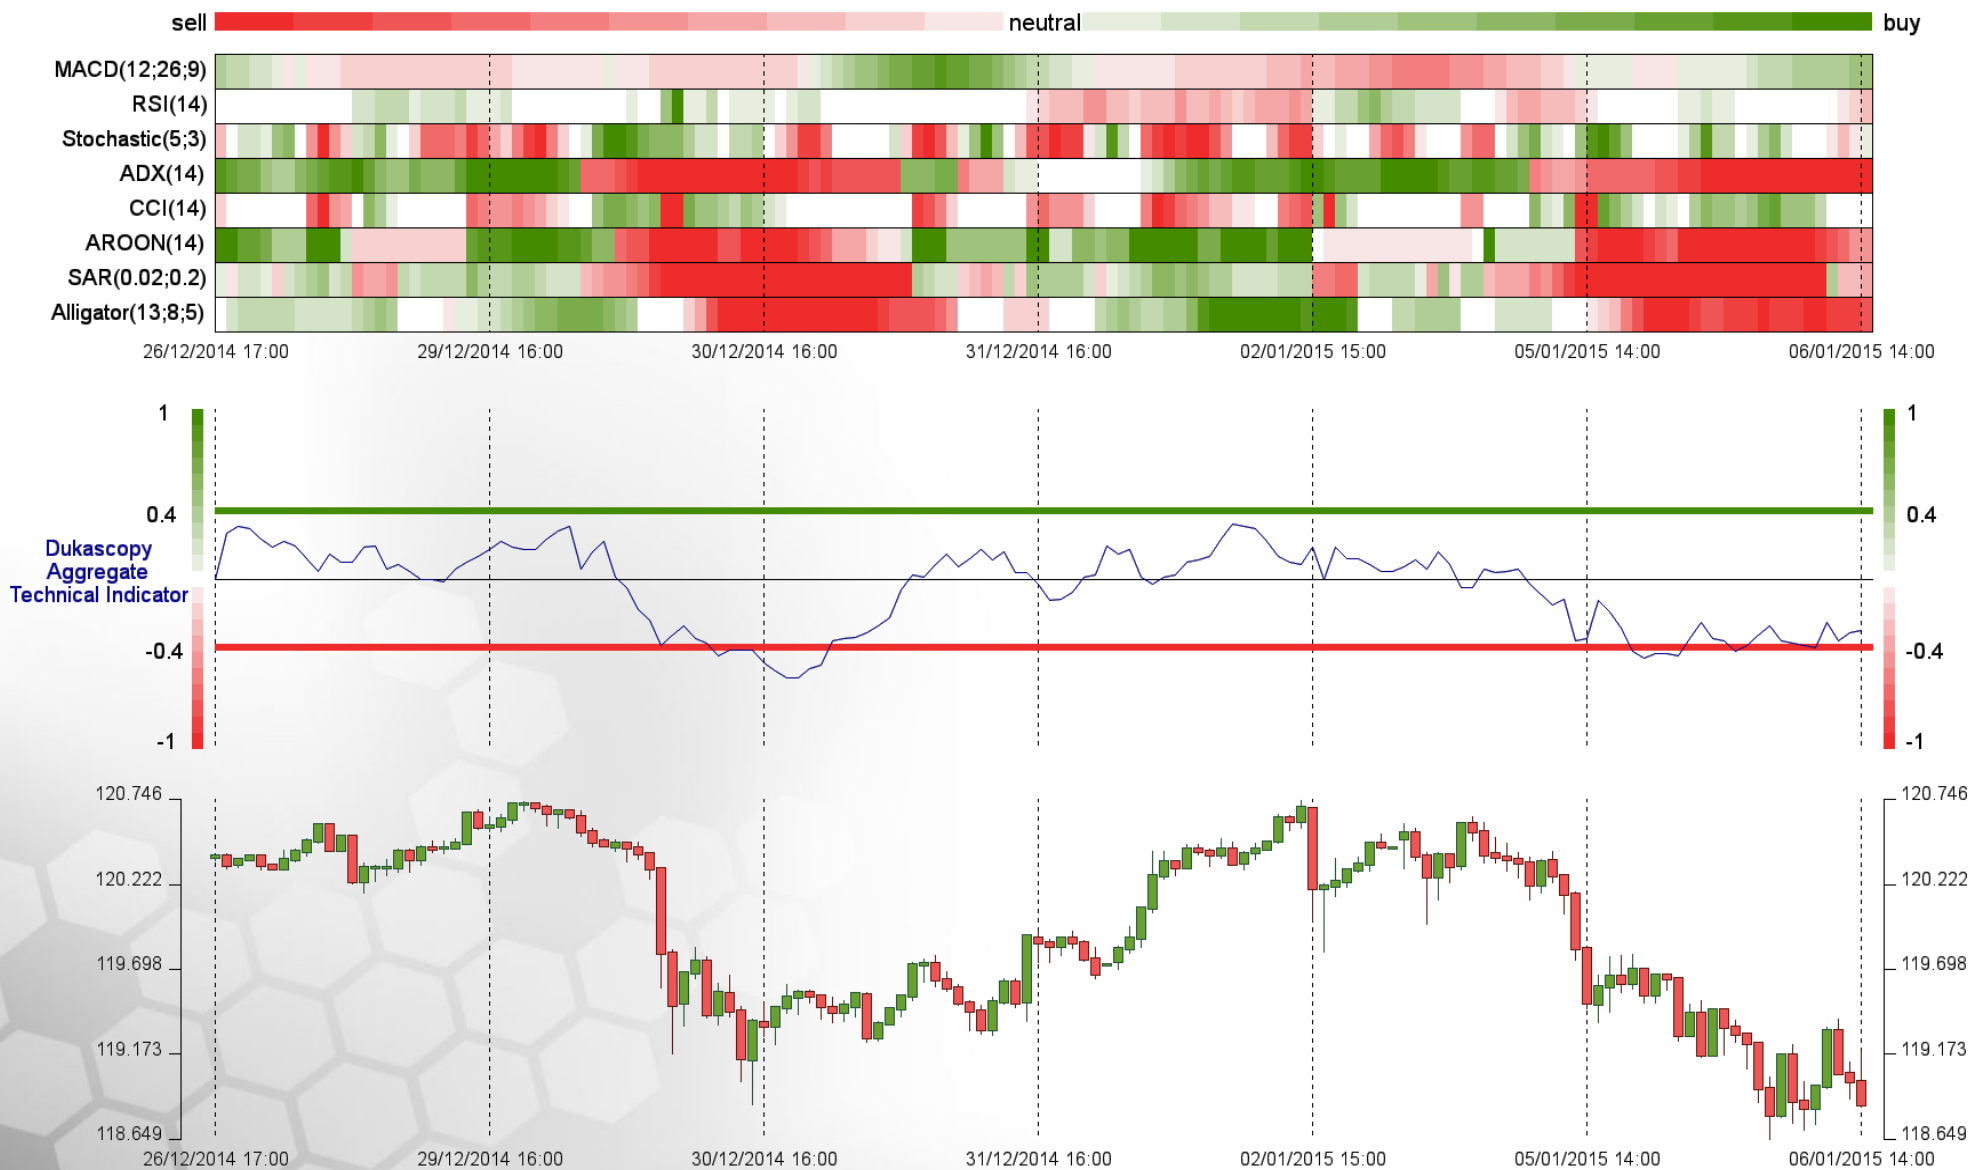 sell neutral buy
MACD(12;26;9)
RSI(14)
Stochastic(5;3)
ADX(14)
CCI(14)
AROON(14)
SAR(0.02;0.2)
Alligator(13;8;5)
26/12/2014 17:00 29/12/2014 16:00 30/12/2014 16:00 31/12/2014 16:00 02/01/2015 15:00 05/01/2015 14:00 06/01/2015 14:00
1 1
0.4 0.4
Dukascopy
Aggregate
Technical Indicator
-0.4 -0.4
-1 -1
120.746 120.746
120.222 120.222
119.698 119.698
119.173 119.173
118.649 118.649
26/12/2014 17:00 29/12/2014 16:00 30/12/2014 16:00 31/12/2014 16:00 02/01/2015 15:00 05/01/2015 14:00 06/01/2015 14:00